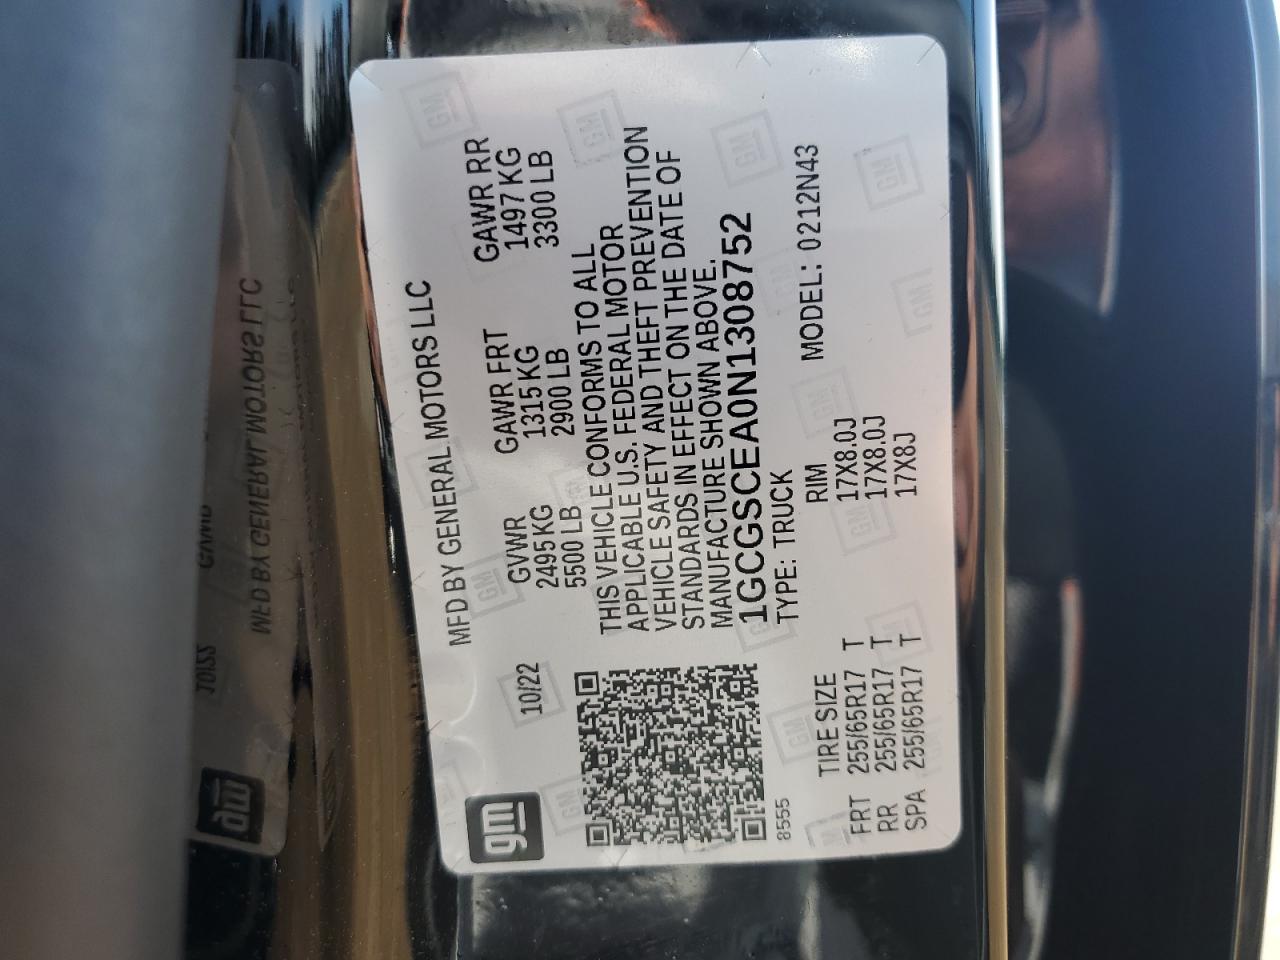 gm
MFD BY GENERAL MOTORS LLC
10/22
GVWR GAWR FRT GAWR RR
2495 KG 1315 KG 1497 KG
5500 LB 2900 LB 3300 LB
THIS VEHICLE CONFORMS TO ALL
APPLICABLE U.S. FEDERAL MOTOR
VEHICLE SAFETY AND THEFT PREVENTION
STANDARDS IN EFFECT ON THE DATE OF
MANUFACTURE SHOWN ABOVE.
1GCGSCEA0N1308752
8555
TYPE: TRUCK
MODEL: 0212N43
TIRE SIZE RIM
FRT 255/65R17 T 17X8.0J
RR 255/65R17 T 17X8.0J
SPA 255/65R17 T 17X8J